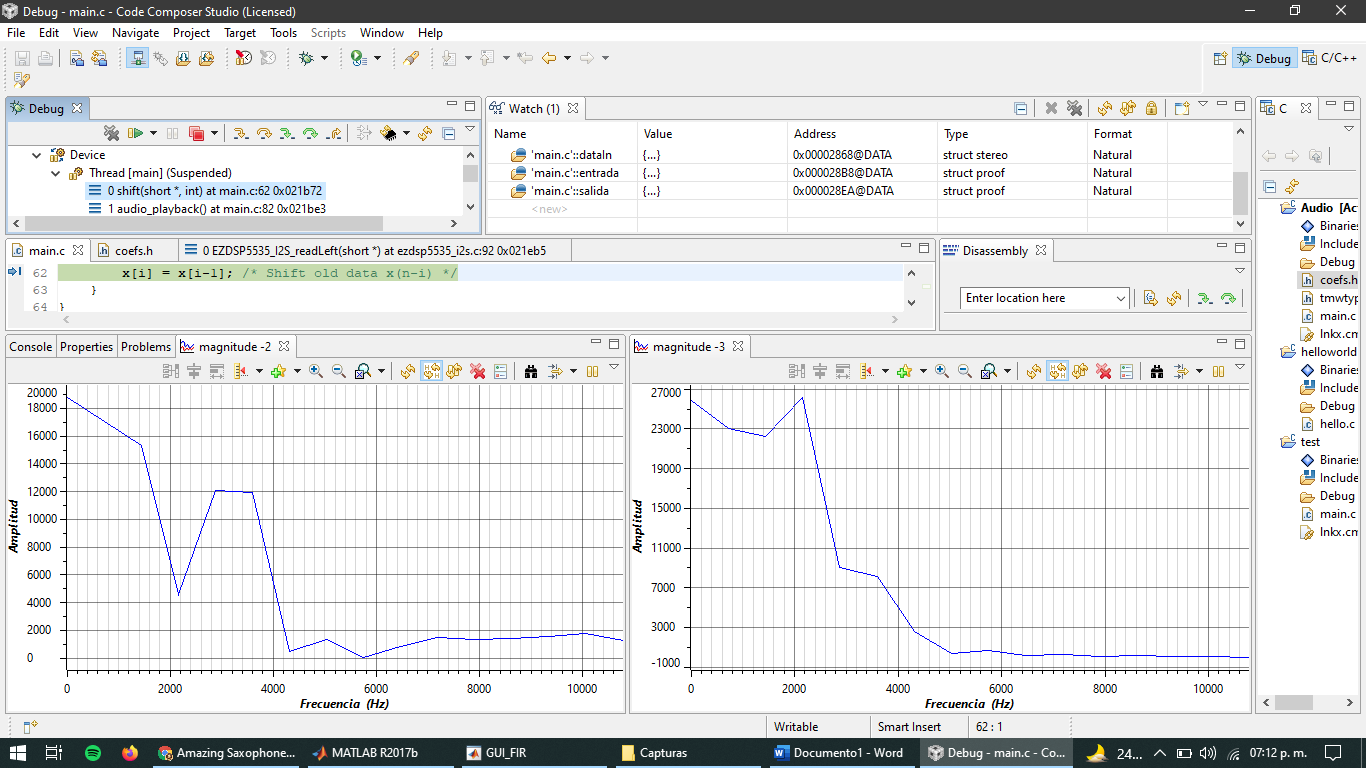 Debug - main.c - Code Composer Studio (Licensed)
File Edit View Navigate Project Target Tools Scripts Window Help
Debug C/C++
Debug
Device
Thread [main] (Suspended)
0 shift(short *, int) at main.c:62 0x021b72
1 audio_playback() at main.c:82 0x021be3
Watch (1)
Name Value Address Type Format
'main.c'::dataIn {...} 0x00002868@DATA struct stereo Natural
'main.c'::entrada {...} 0x000028B8@DATA struct proof Natural
'main.c'::salida {...} 0x000028EA@DATA struct proof Natural
<new>
C
Audio [Ac
Binaries
Include
Debug
coefs.h
tmwtyp
main.c
lnkx.cm
helloworld
Binaries
Include
Debug
hello.c
test
Binaries
Include
Debug
main.c
lnkx.cm
main.c coefs.h 0 EZDSP5535_I2S_readLeft(short *) at ezdsp5535_i2s.c:92 0x021eb5
62 x[i] = x[i-1]; /* Shift old data x(n-i) */
63 }
64 }
Disassembly
Enter location here
Console Properties Problems magnitude -2
20000
18000
16000
14000
12000
10000
8000
6000
4000
2000
0
Amplitud
0 2000 4000 6000 8000 10000
Frecuencia (Hz)
magnitude -3
27000
23000
19000
15000
11000
7000
3000
-1000
Amplitud
0 2000 4000 6000 8000 10000
Frecuencia (Hz)
Writable Smart Insert 62 : 1
Amazing Saxophone... MATLAB R2017b GUI_FIR Capturas Documento1 - Word Debug - main.c - Co... 24... 07:12 p. m.